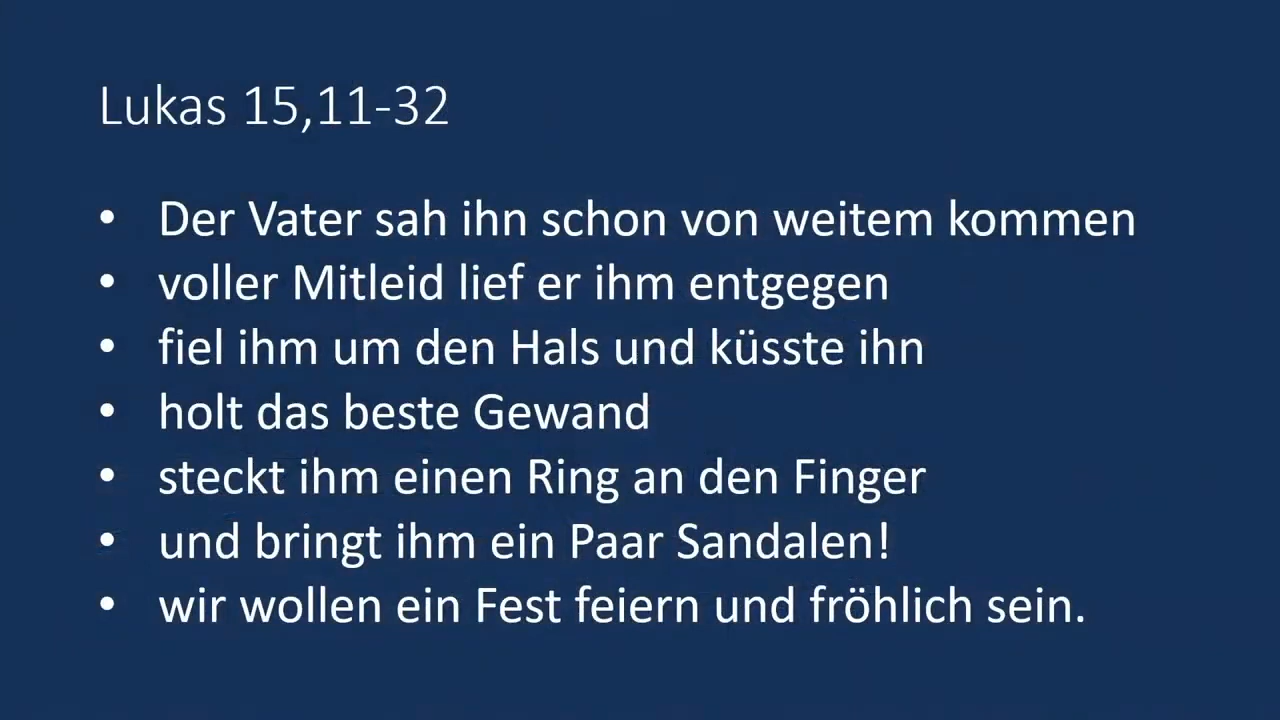 Lukas 15,11-32
• Der Vater sah ihn schon von weitem kommen
• voller Mitleid lief er ihm entgegen
• fiel ihm um den Hals und küsste ihn
• holt das beste Gewand
• steckt ihm einen Ring an den Finger
• und bringt ihm ein Paar Sandalen!
• wir wollen ein Fest feiern und fröhlich sein.